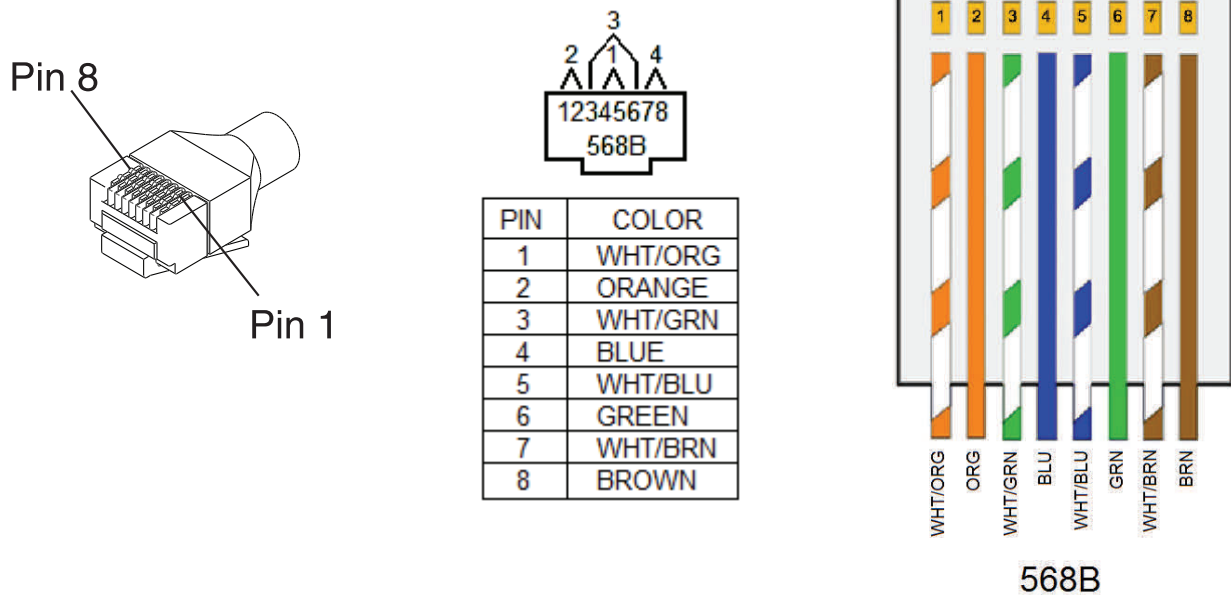 Pin 8
Pin 1
3
2 1 4
12345678
568B
PIN COLOR
1 WHT/ORG
2 ORANGE
3 WHT/GRN
4 BLUE
5 WHT/BLU
6 GREEN
7 WHT/BRN
8 BROWN
1 2 3 4 5 6 7 8
WHT/ORG
ORG
WHT/GRN
BLU
WHT/BLU
GRN
WHT/BRN
BRN
568B